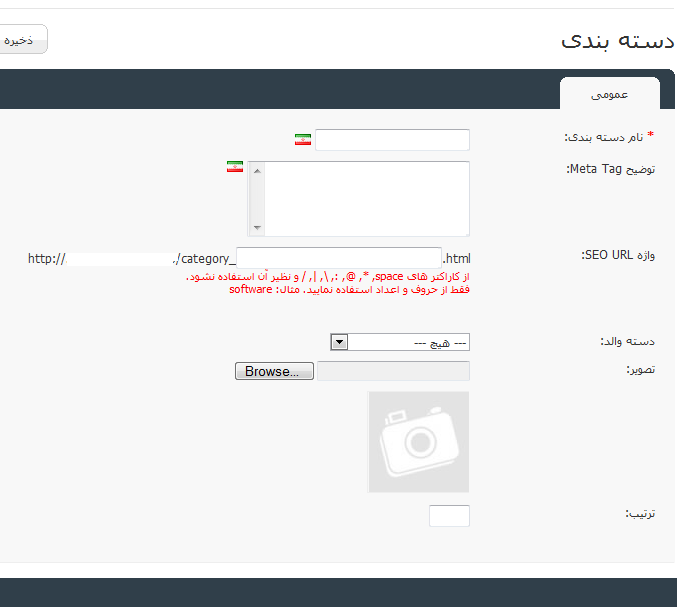 دسته بندی
ذخیره
عمومی
* نام دسته بندی:
توضیح Meta Tag:
واژه SEO URL:
http:// ./category_ .html
از کاراکتر های space, *, @, :, \, |, / و نظیر آن استفاده نشود.
فقط از حروف و اعداد استفاده نمایید. مثال: software
دسته والد:
--- هیچ ---
تصویر:
Browse...
ترتیب: